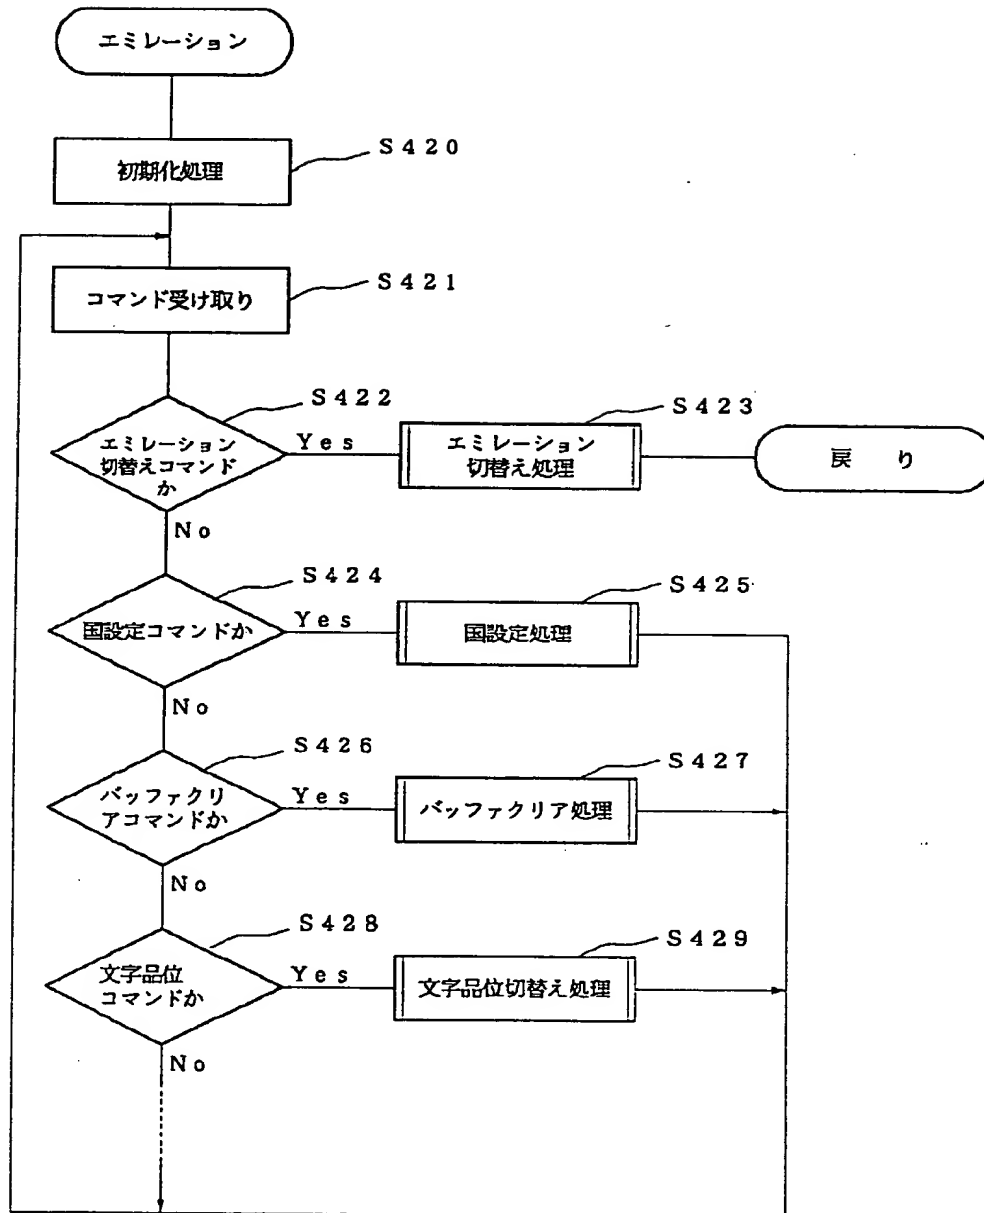 エミレーション
初期化処理
S420
コマンド受け取り
S421
エミレーション
切替えコマンド
か
S422
Yes
エミレーション
切替え処理
S423
戻 り
No
国設定コマンドか
S424
Yes
国設定処理
S425
No
バッファクリ
アコマンドか
S426
Yes
バッファクリア処理
S427
No
文字品位
コマンドか
S428
Yes
文字品位切替え処理
S429
No